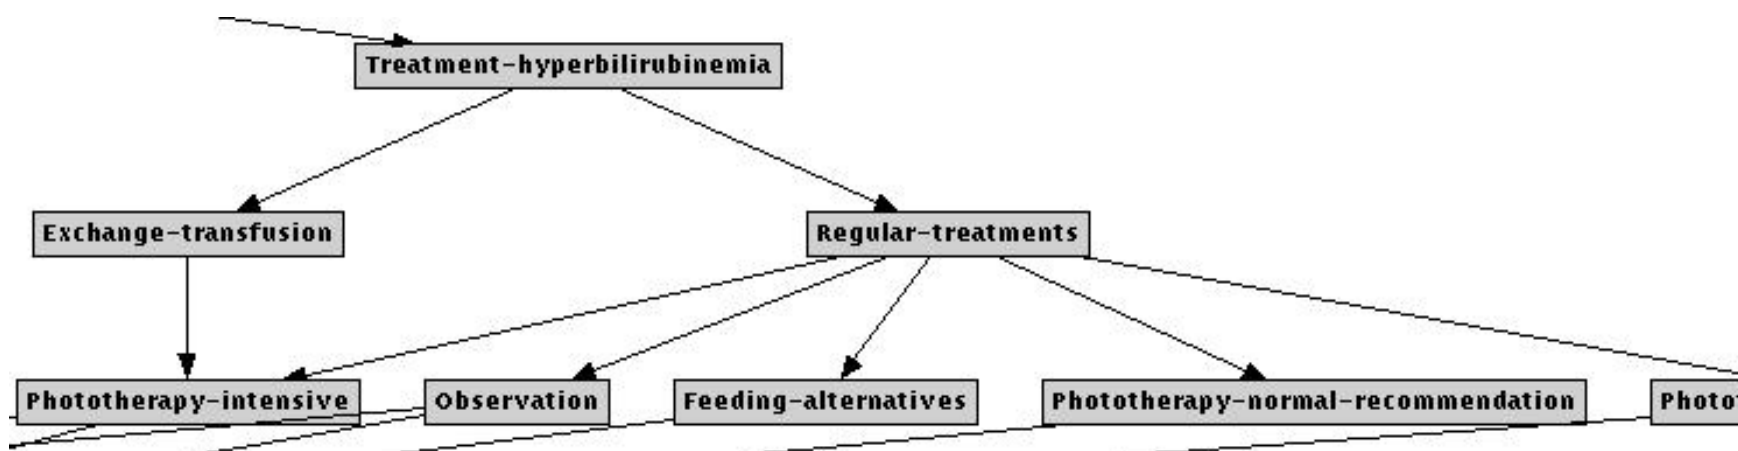 Treatment-hyperbilirubinemia
Exchange-transfusion
Regular-treatments
Phototherapy-intensive
Observation
Feeding-alternatives
Phototherapy-normal-recommendation